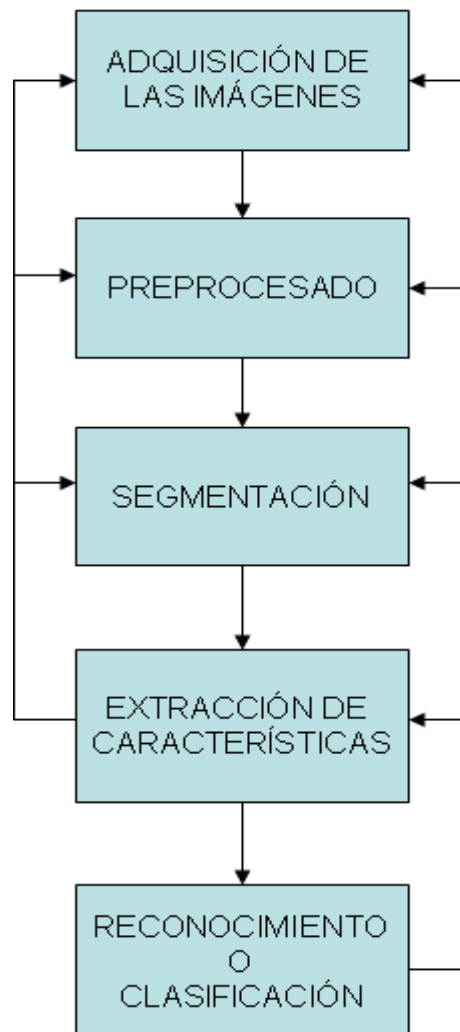 ADQUISICIÓN DE
LAS IMÁGENES
PREPROCESADO
SEGMENTACIÓN
EXTRACCIÓN DE
CARACTERÍSTICAS
RECONOCIMIENTO
O
CLASIFICACIÓN